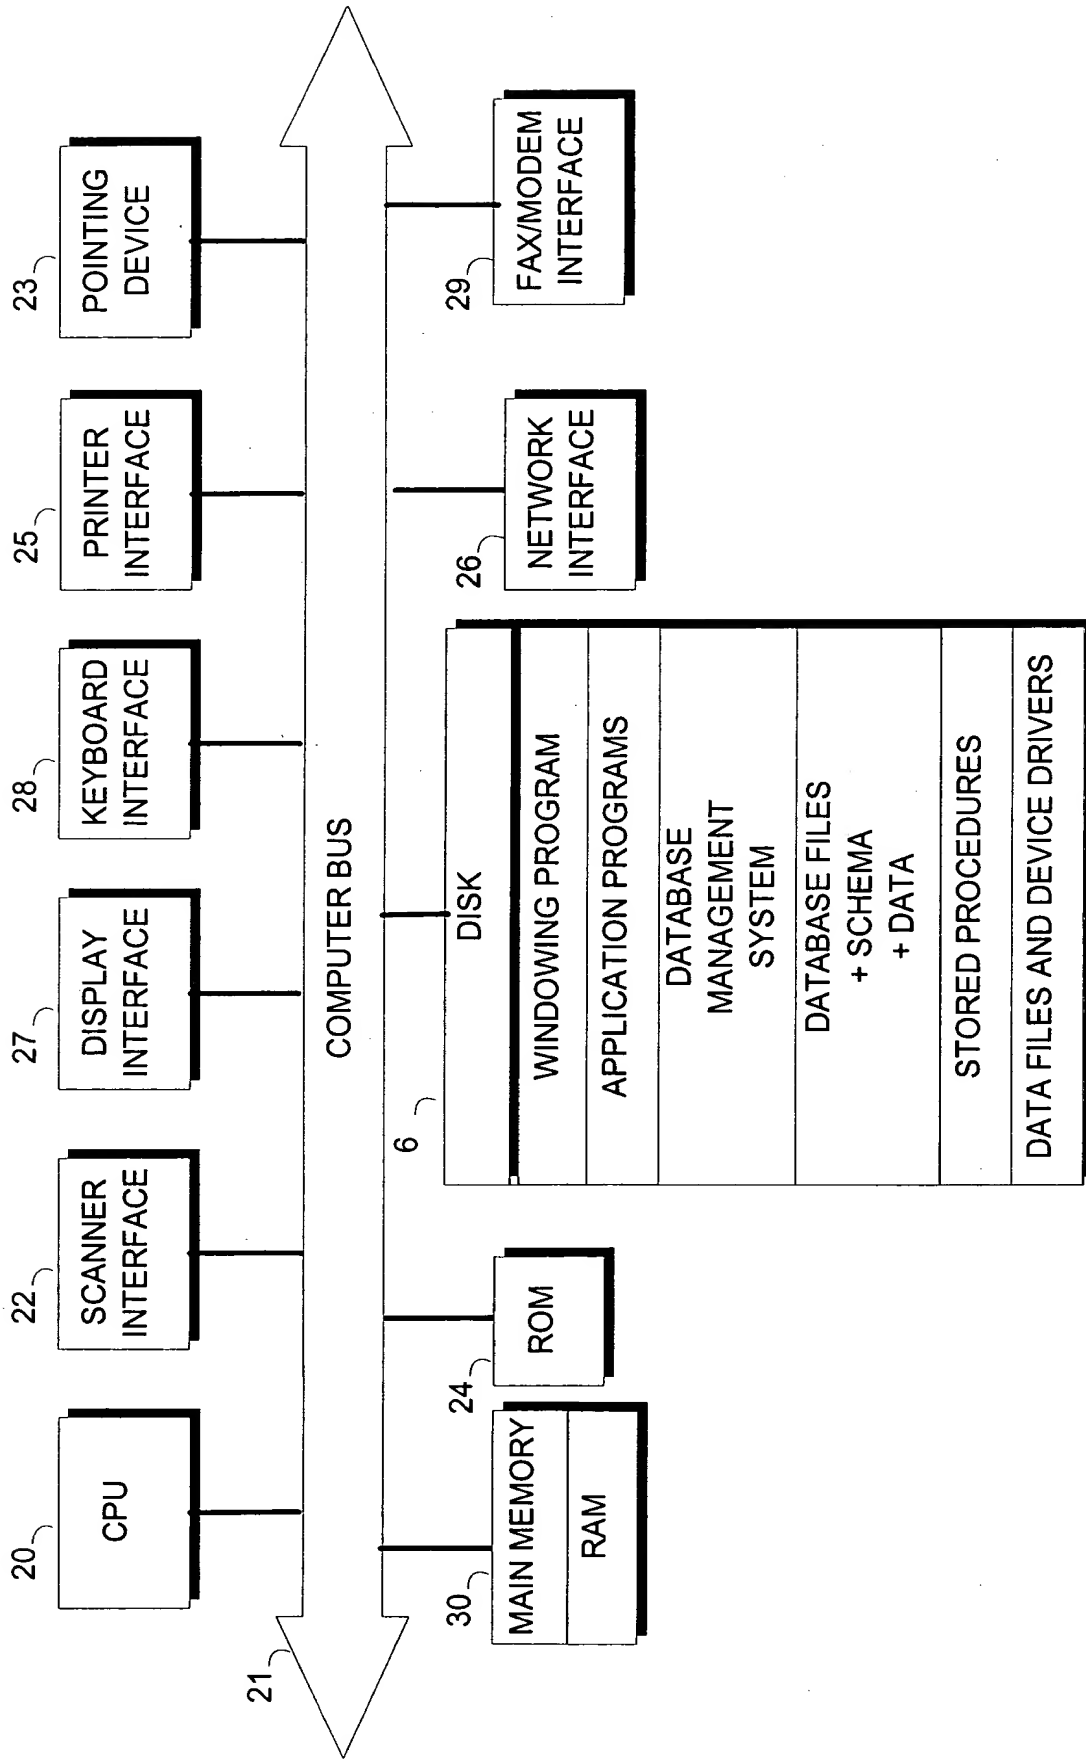 20
CPU
22
SCANNER
INTERFACE
27
DISPLAY
INTERFACE
28
KEYBOARD
INTERFACE
25
PRINTER
INTERFACE
23
POINTING
DEVICE
21
COMPUTER BUS
30
MAIN MEMORY
RAM
24
ROM
6
DISK
WINDOWING PROGRAM
APPLICATION PROGRAMS
DATABASE
MANAGEMENT
SYSTEM
DATABASE FILES
+ SCHEMA
+ DATA
STORED PROCEDURES
DATA FILES AND DEVICE DRIVERS
26
NETWORK
INTERFACE
29
FAX/MODEM
INTERFACE